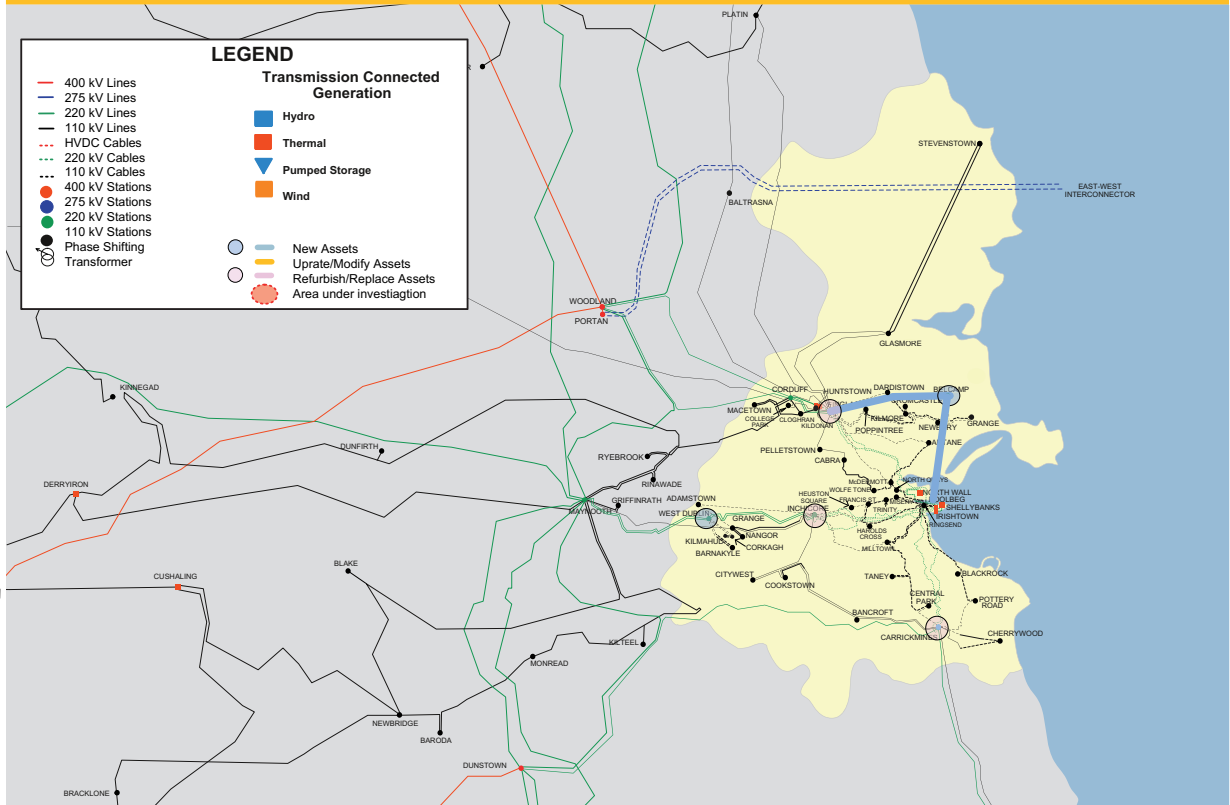 PLATIN
LEGEND
Transmission Connected
Generation
400 kV Lines
275 kV Lines
220 kV Lines
110 kV Lines
HVDC Cables
220 kV Cables
110 kV Cables
400 kV Stations
275 kV Stations
220 kV Stations
110 kV Stations
Phase Shifting
Transformer
Hydro
Thermal
Pumped Storage
Wind
New Assets
Uprate/Modify Assets
Refurbish/Replace Assets
Area under investiagtion
R
STEVENSTOWN
BALTRASNA
EAST-WEST
INTERCONNECTOR
WOODLAND
PORTAN
GLASMORE
KINNEGAD
CORDUFF
HUNTSTOWN
DARDISTOWN
BELCAMP
MACETOWN
COLLEGE
PARK
CLOGHRAN
KILDONAN
KILMORE
POPPINTREE
NEWBURY
GRANGE
ARTANE
DUNFIRTH
RYEBROOK
RINAWADE
PELLETSTOWN
CABRA
DERRYIRON
MAYNOOTH
GRIFFINRATH
ADAMSTOWN
WEST DUBLIN
McDERMOTT
WOLFE TONE
HEUSTON
SQUARE
FRANCIS ST
TRINITY
NORTH WALL
SHELLYBANKS
IRISHTOWN
RINGSEND
INCHICORE
HAROLDS
CROSS
MILLTOWN
GRANGE
NANGOR
KILMAHUD
CORKAGH
BARNAKYLE
CITYWEST
COOKSTOWN
TANEY
BLACKROCK
CENTRAL
PARK
POTTERY
ROAD
BANCROFT
CARRICKMINES
CHERRYWOOD
CUSHALING
BLAKE
KILTEEL
MONREAD
NEWBRIDGE
BARODA
DUNSTOWN
BRACKLONE